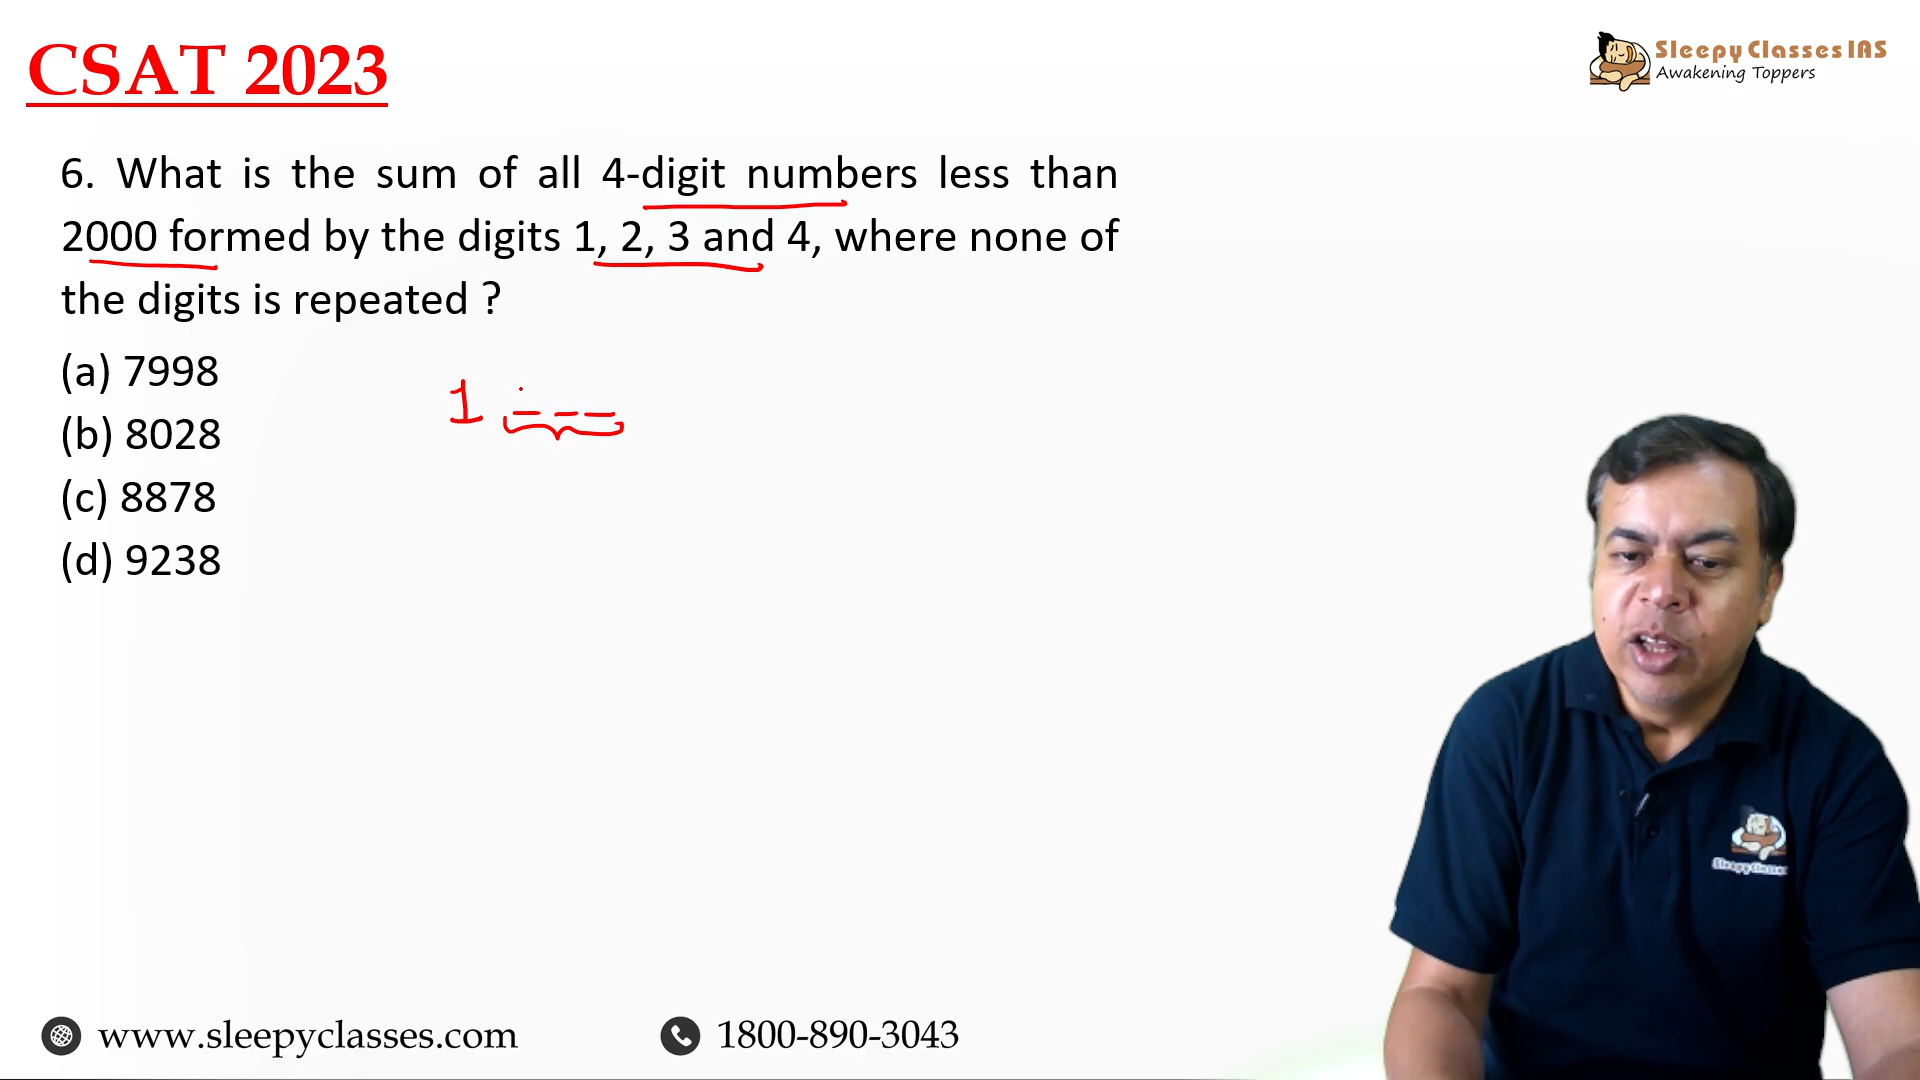 CSAT 2023
Sleepy Classes IAS
Awakening Toppers
6. What is the sum of all 4-digit numbers less than
2000 formed by the digits 1, 2, 3 and 4, where none of
the digits is repeated ?
(a) 7998
(b) 8028
(c) 8878
(d) 9238
1 _ _ _
Sleepy Classes
www.sleepyclasses.com
1800-890-3043